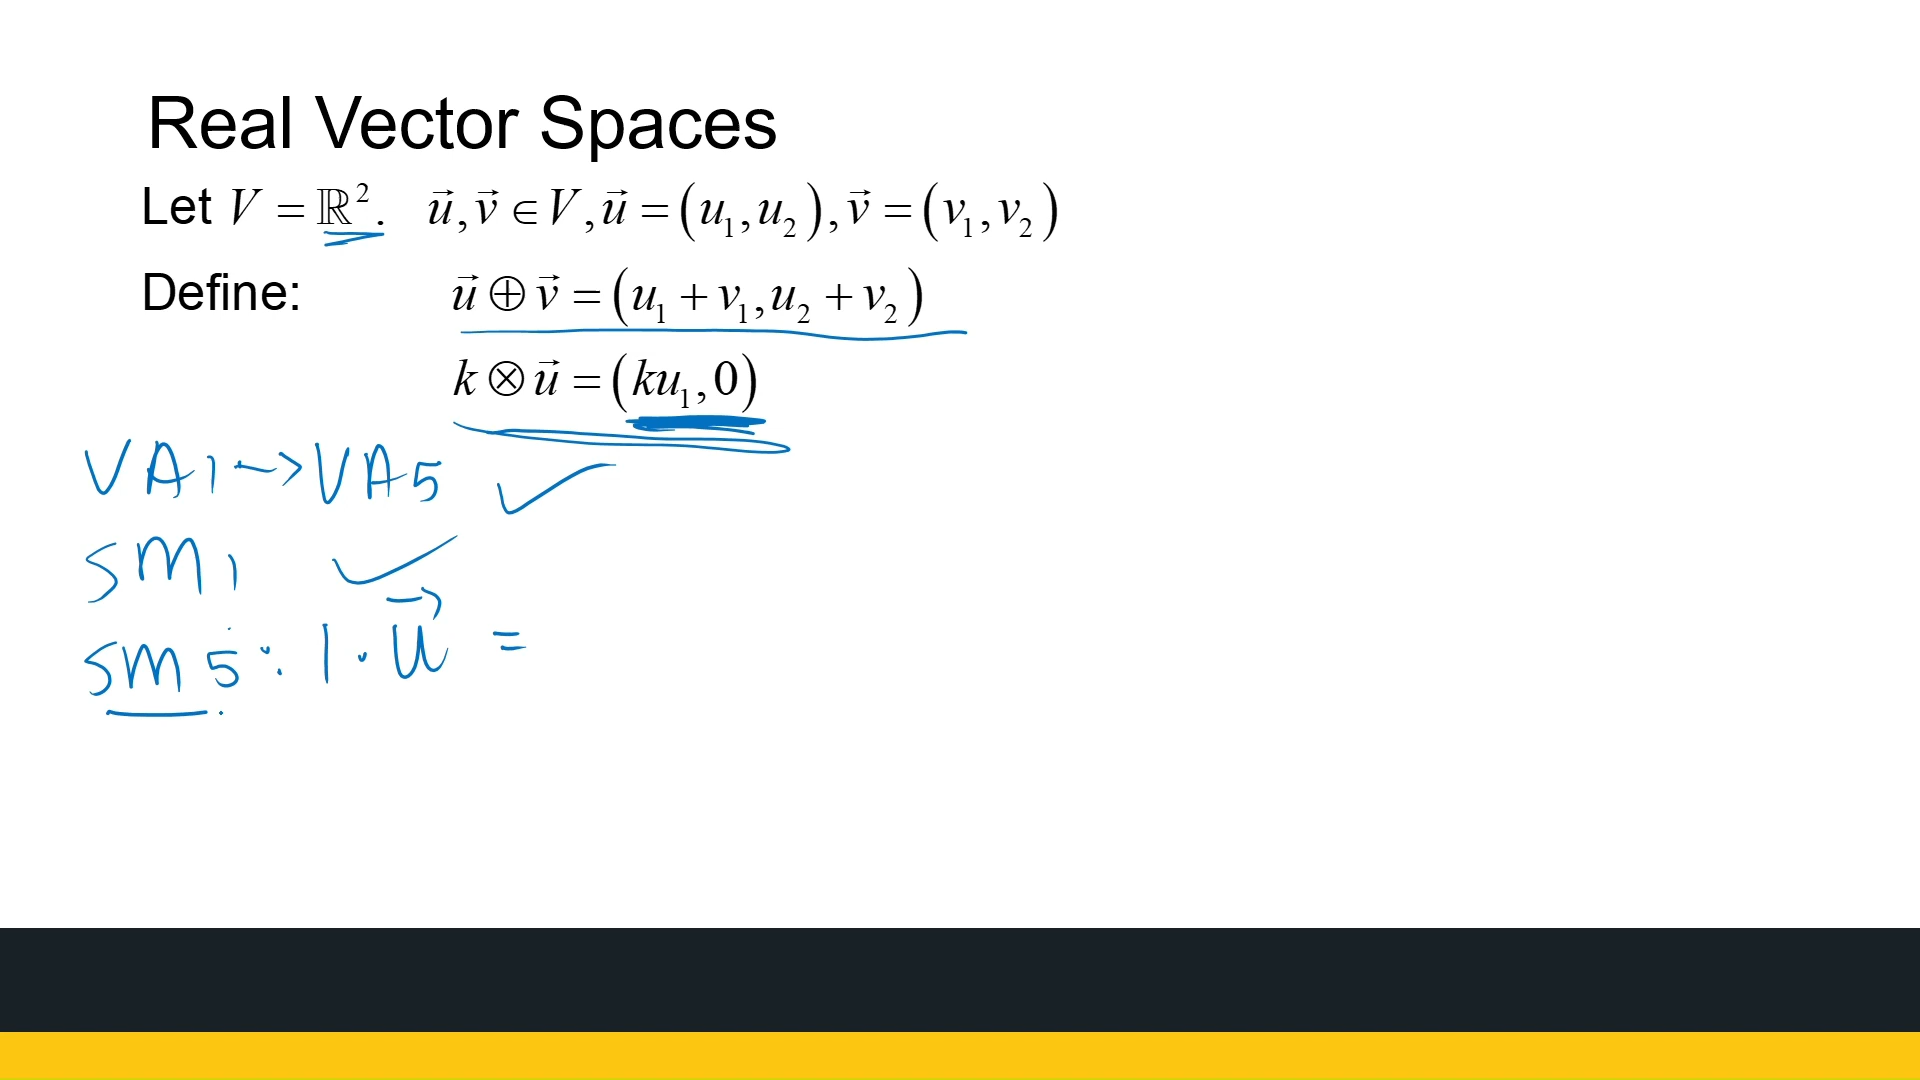 Real Vector Spaces
Let V = ℝ². u⃗, v⃗ ∈ V, u⃗ = (u₁, u₂), v⃗ = (v₁, v₂)
Define: u⃗ ⊕ v⃗ = (u₁ + v₁, u₂ + v₂)
k ⊗ u⃗ = (ku₁, 0)
VA1 → VA5 ✓
SM1 ✓
SM5: 1 · u⃗ =